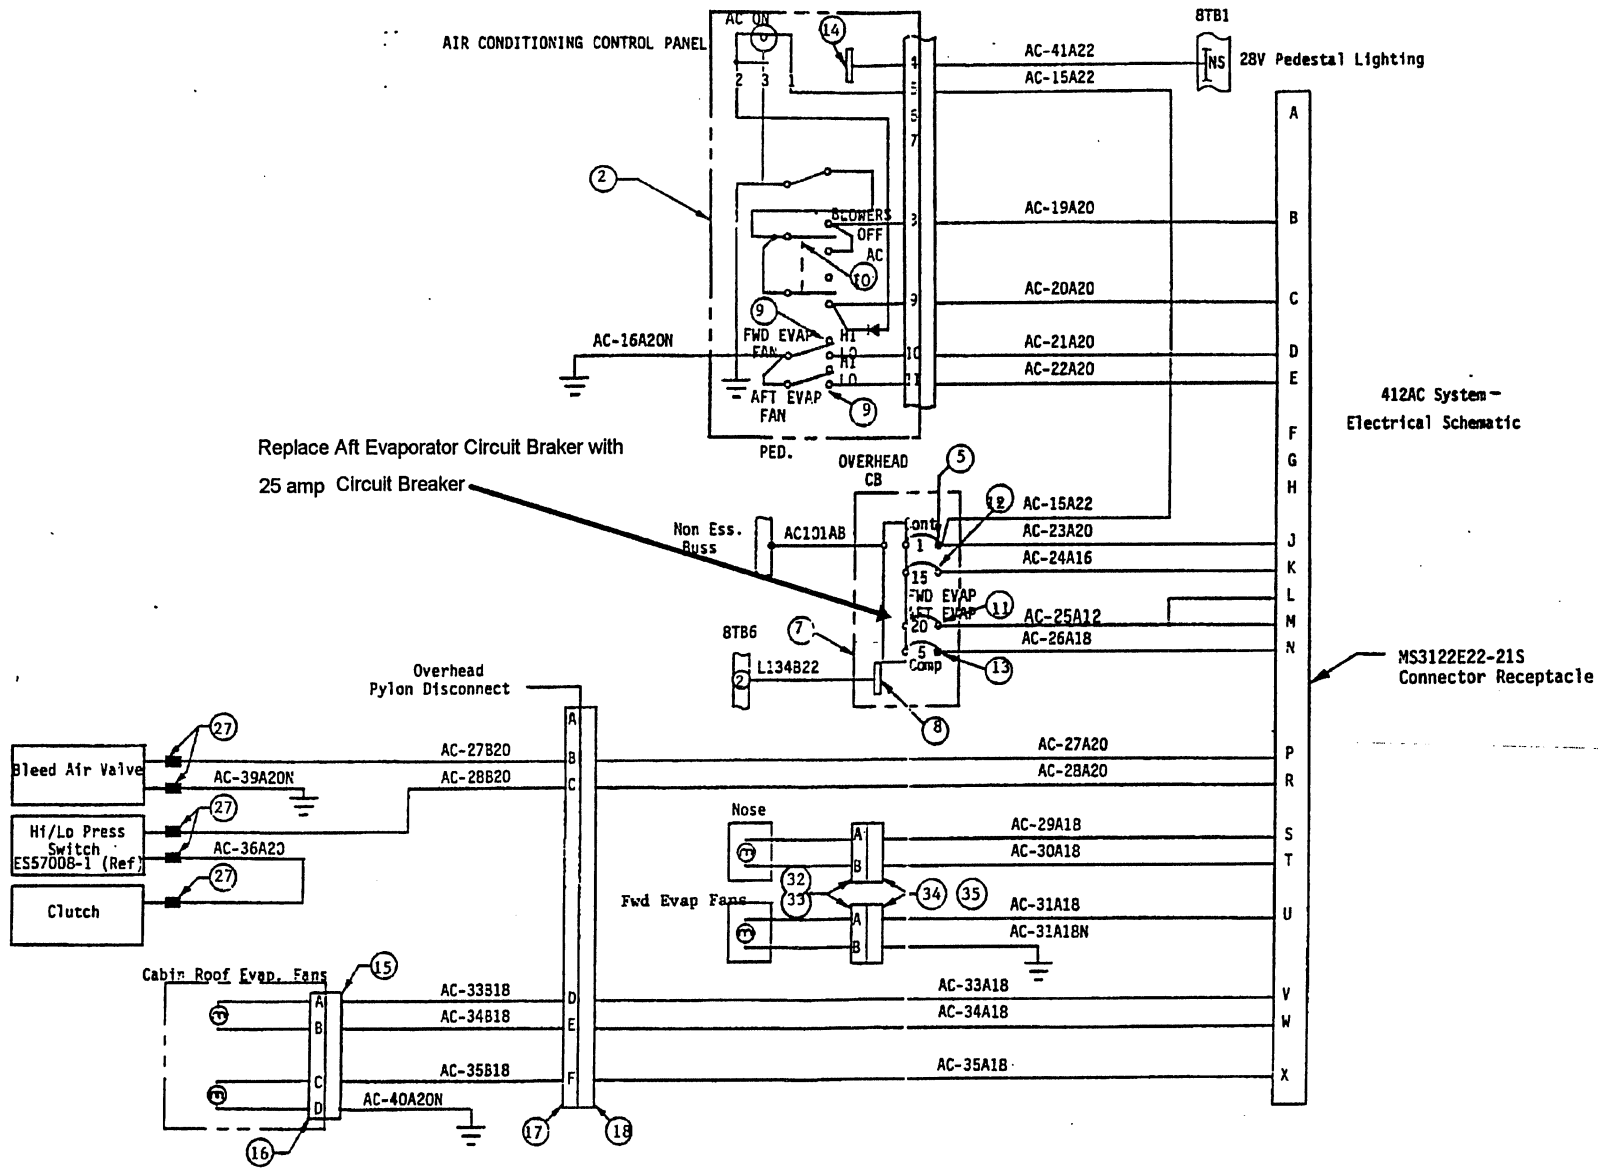 8TB1
AC ON
14
AIR CONDITIONING CONTROL PANEL
4
AC-41A22
NS
28V Pedestal Lighting
2 3 1
AC-15A22
A
6
7
2
BLOWERS
AC-19A20
B
OFF
AC
10
9
AC-20A20
C
9
HI
AC-16A20N
FWD EVAP
FAN
LO
10
AC-21A20
D
HI
LO
11
AC-22A20
E
AFT EVAP
FAN
9
412AC System-
Electrical Schematic
F
Replace Aft Evaporator Circuit Braker with
25 amp Circuit Breaker
PED.
OVERHEAD
CB
5
G
H
12
AC-15A22
Non Ess.
Buss
AC101AB
1
AC-23A20
J
15
AC-24A16
K
FWD EVAP
L
11
20
AC-25A12
M
7
8TB6
5
AC-26A18
N
Comp
13
2
L134B22
8
MS3122E22-21S
Connector Receptacle
Overhead
Pylon Disconnect
A
27
Bleed Air Valve
AC-27B20
B
AC-27A20
P
AC-39A20N
AC-28B20
C
AC-28A20
R
27
Hi/Lo Press
Switch
ES57008-1 (Ref)
AC-36A20
27
Clutch
Nose
A
AC-29A18
S
B
AC-30A18
T
32
33
34
35
Fwd Evap Fans
A
AC-31A18
U
B
AC-31A18N
Cabin Roof Evap. Fans
15
A
AC-33B18
D
AC-33A18
V
B
AC-34B18
E
AC-34A18
W
C
AC-35B18
F
AC-35A18
X
D
AC-40A20N
16
17
18